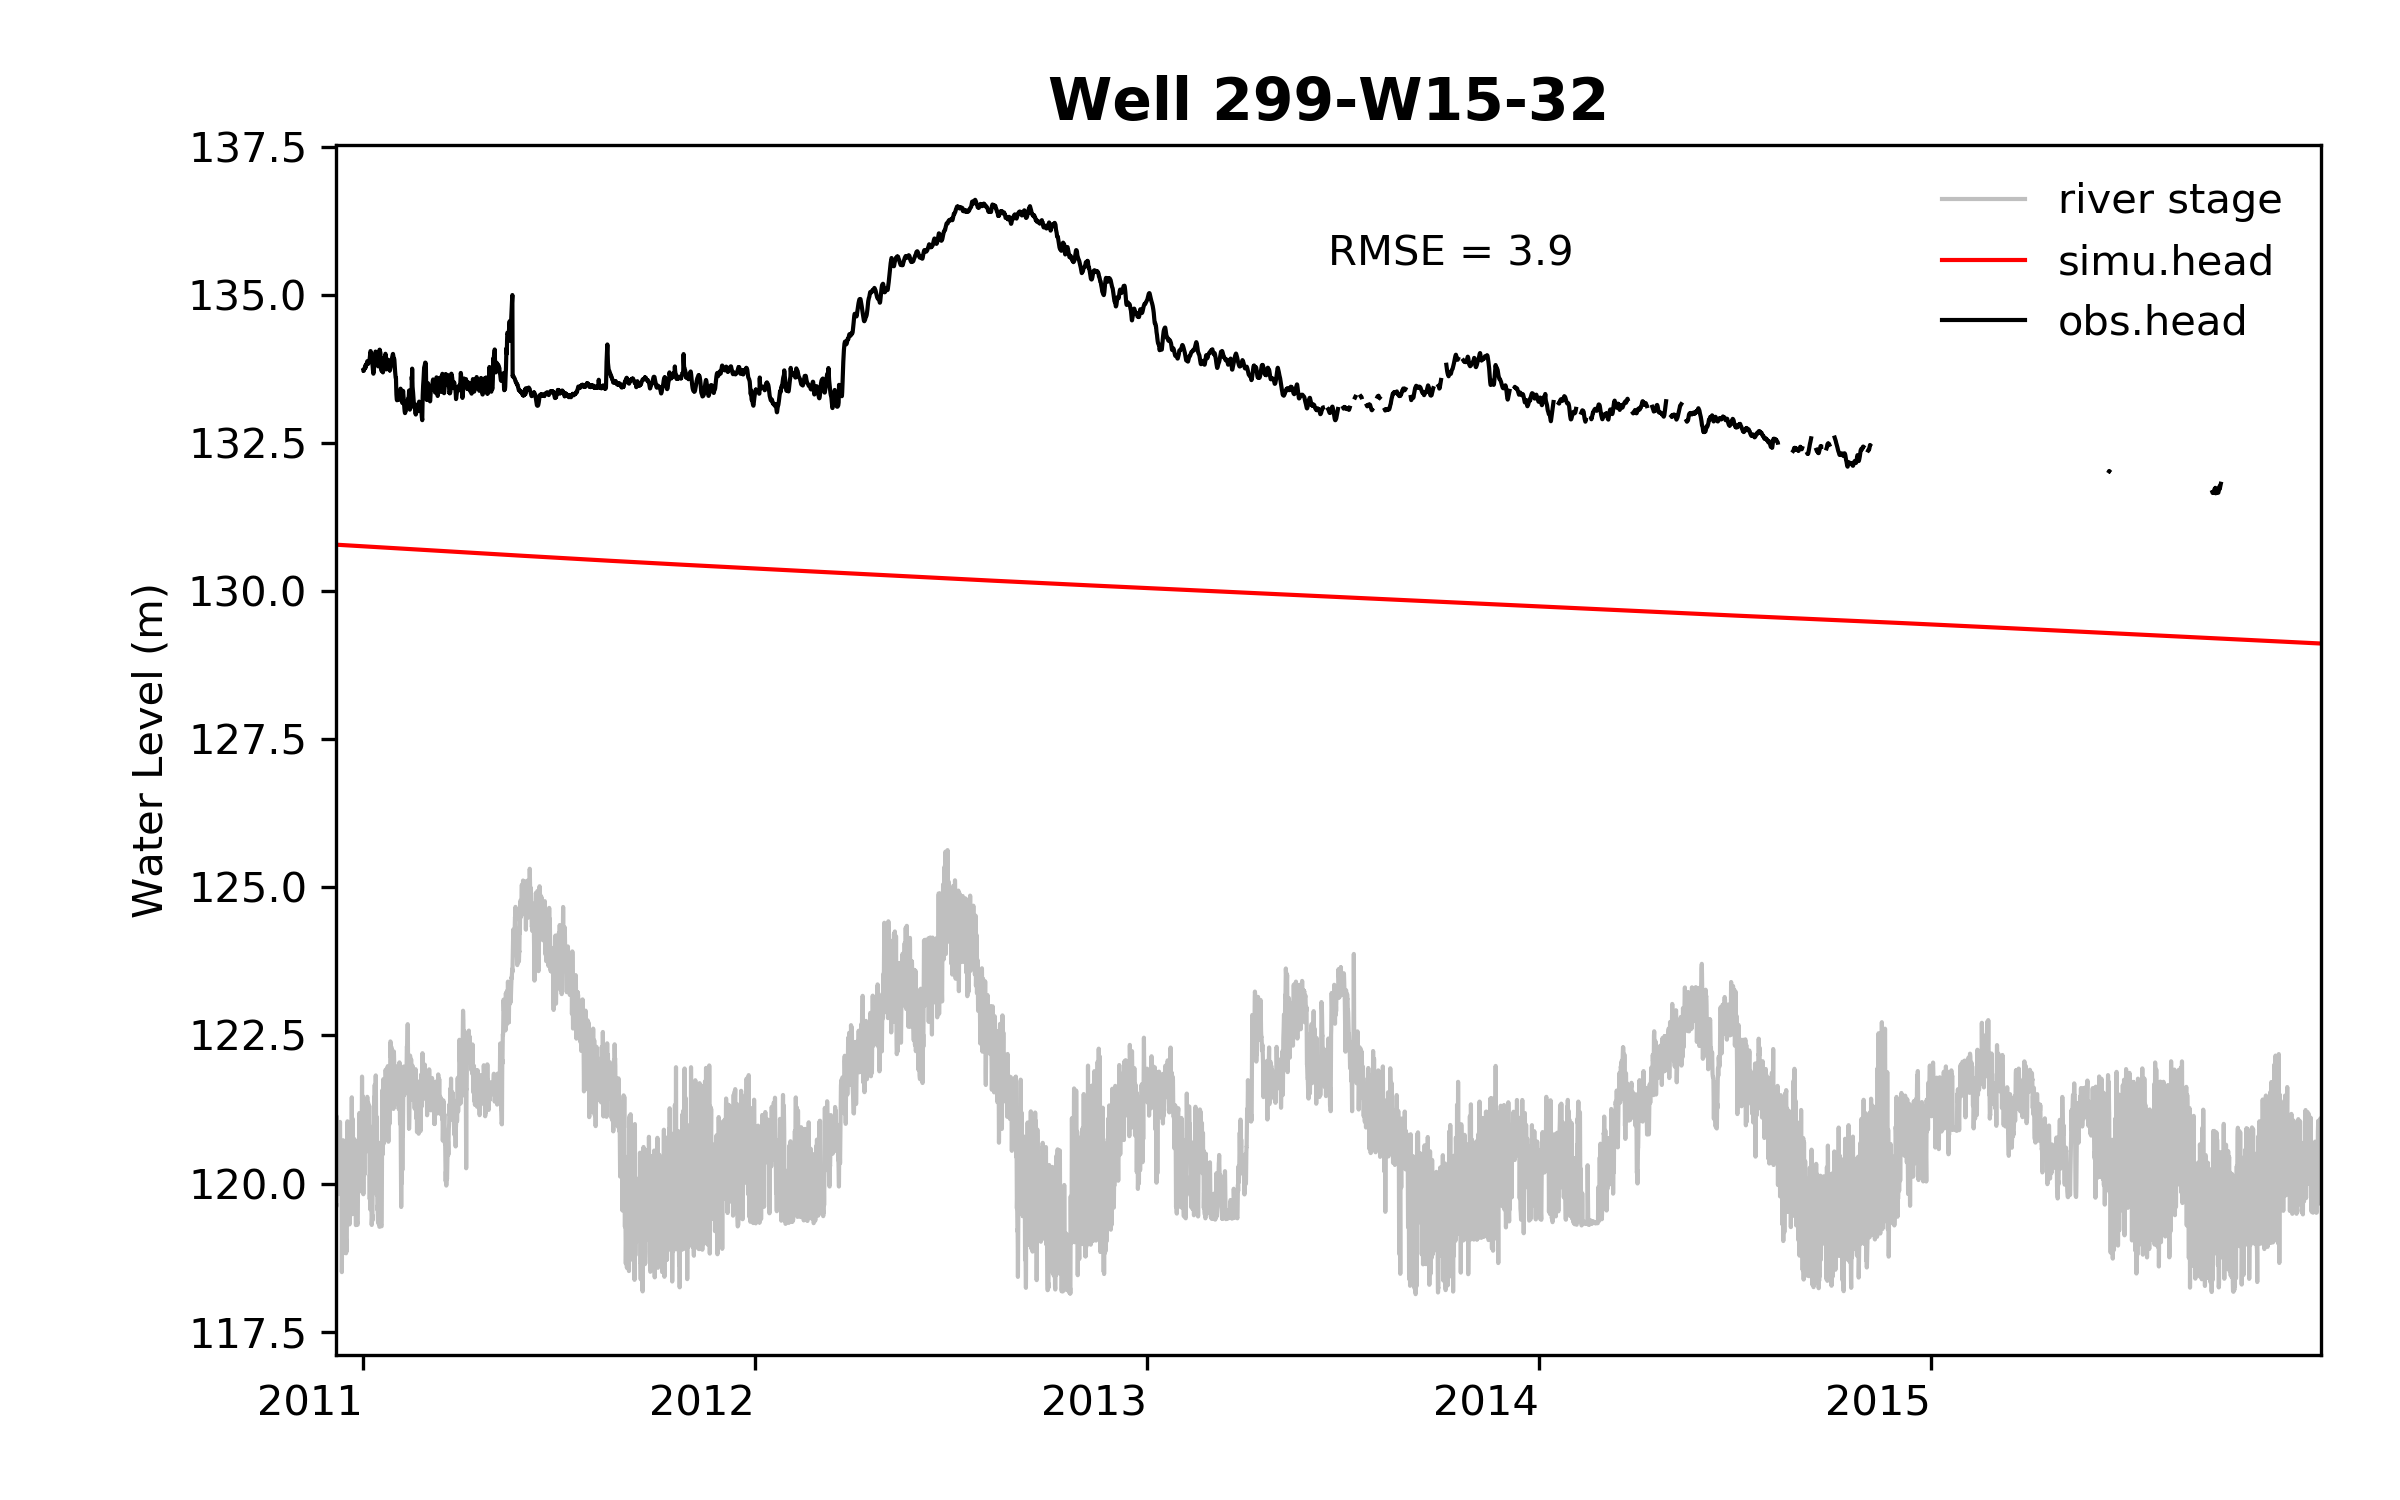 Well 299-W15-32
137.5
135.0
132.5
130.0
127.5
125.0
122.5
120.0
117.5
Water Level (m)
RMSE = 3.9
river stage
simu.head
obs.head
2011
2012
2013
2014
2015